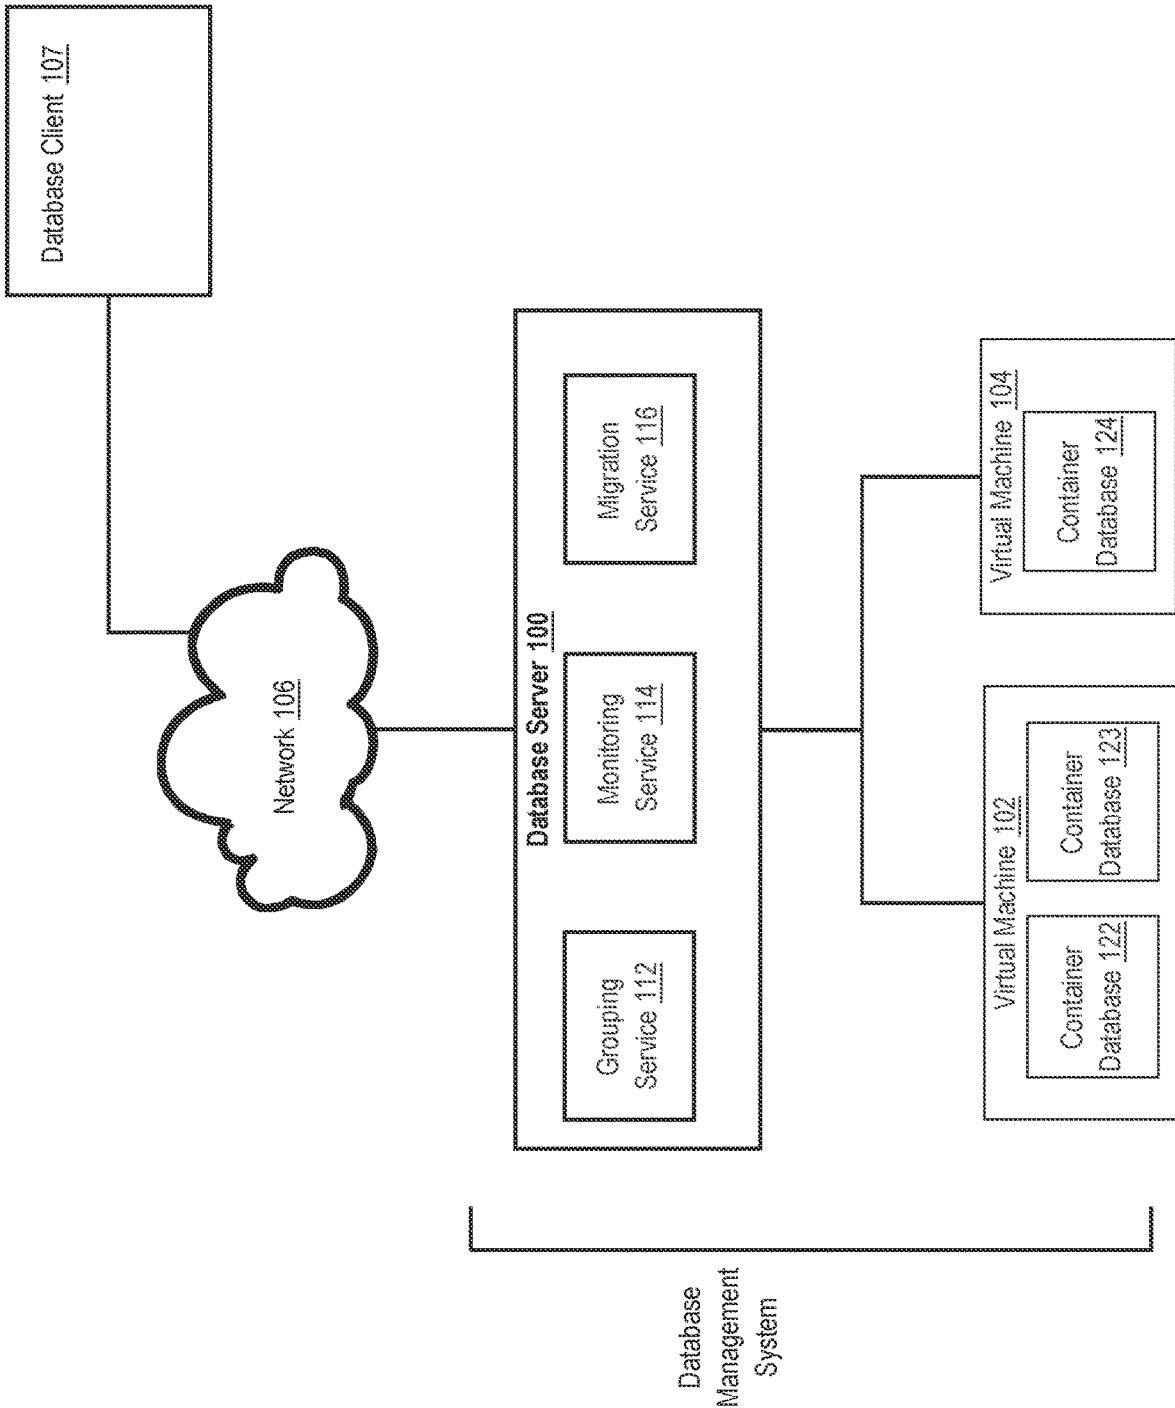 Database Client 107
Network 106
Database Server 100
Grouping
Service 112
Monitoring
Service 114
Migration
Service 116
Virtual Machine 102
Container
Database 122
Container
Database 123
Virtual Machine 104
Container
Database 124
Database
Management
System